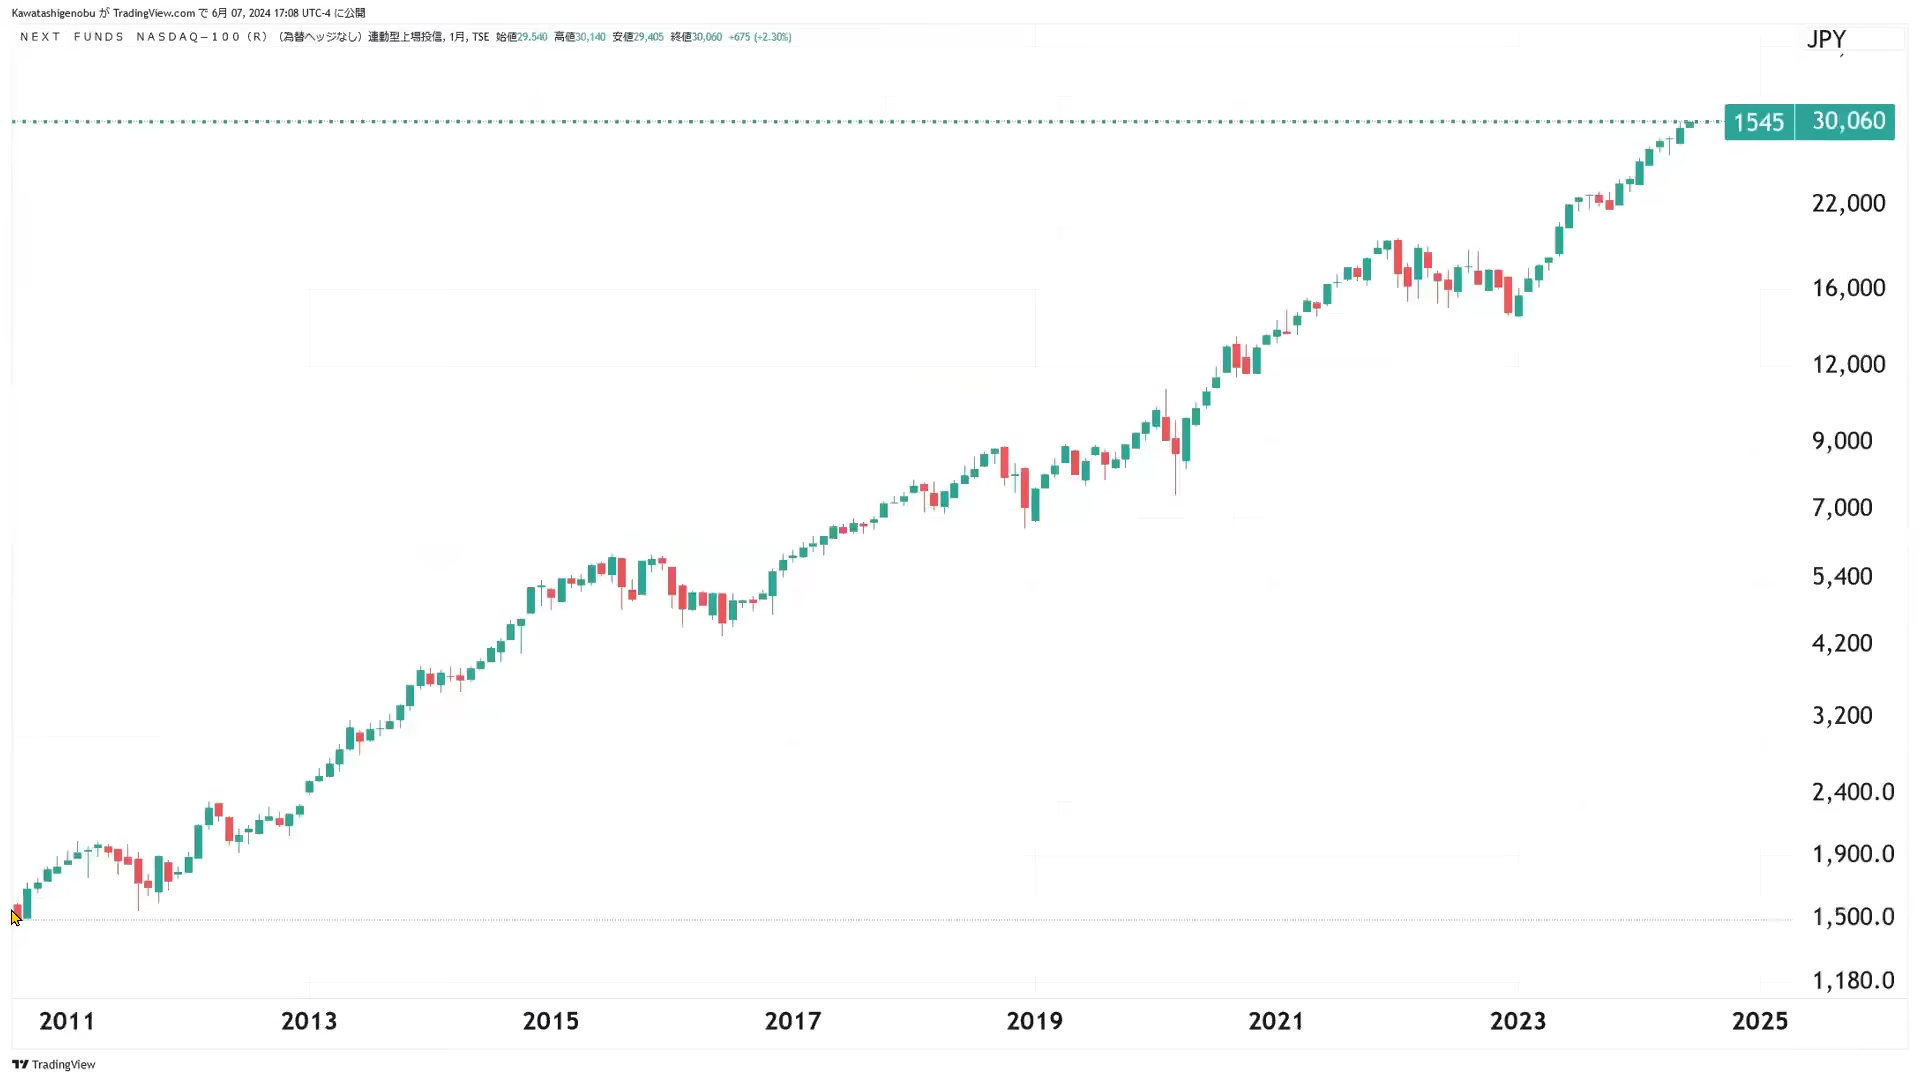 Kawatashigenobu が TradingView.com で 6月 07, 2024 17:08 UTC-4 に公開
ＮＥＸＴ　ＦＵＮＤＳ　ＮＡＳＤＡＱ－１００（Ｒ）（為替ヘッジなし）連動型上場投信, 1月, TSE 始値29,540 高値30,140 安値29,405 終値30,060 +675 (+2.30%)
JPY
1545 30,060
22,000
16,000
12,000
9,000
7,000
5,400
4,200
3,200
2,400.0
1,900.0
1,500.0
1,180.0
2011 2013 2015 2017 2019 2021 2023 2025
TradingView